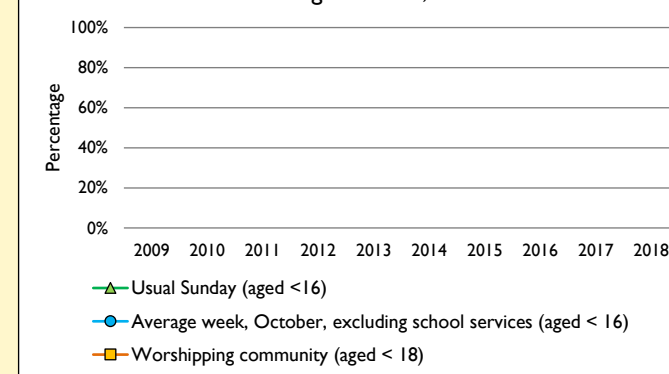 100%
80%
60%
40%
20%
0%
Percentage
2009 2010 2011 2012 2013 2014 2015 2016 2017 2018
Usual Sunday (aged <16)
Average week, October, excluding school services (aged < 16)
Worshipping community (aged < 18)